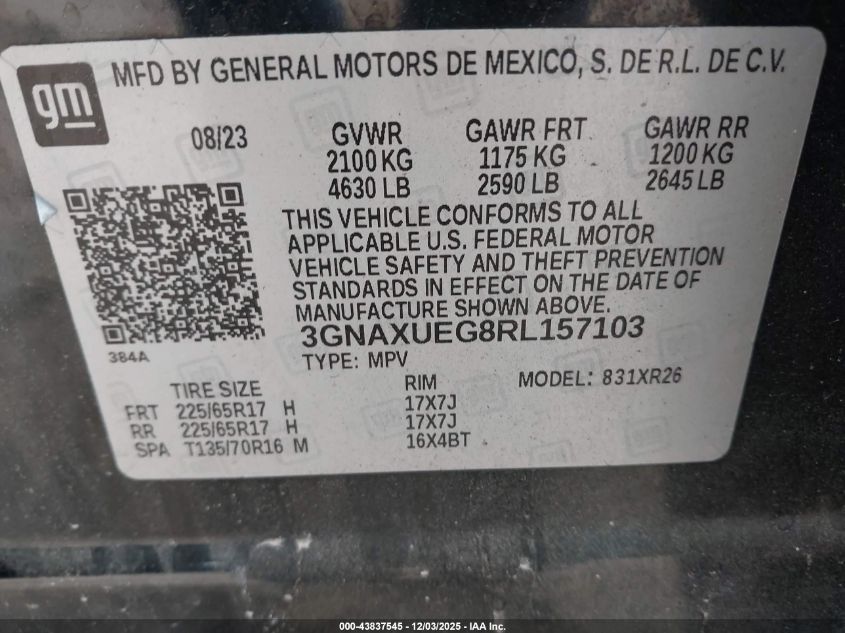 gm
MFD BY GENERAL MOTORS DE MEXICO, S. DE R.L. DE C.V.
08/23 GVWR GAWR FRT GAWR RR
2100 KG 1175 KG 1200 KG
4630 LB 2590 LB 2645 LB
THIS VEHICLE CONFORMS TO ALL
APPLICABLE U.S. FEDERAL MOTOR
VEHICLE SAFETY AND THEFT PREVENTION
STANDARDS IN EFFECT ON THE DATE OF
MANUFACTURE SHOWN ABOVE.
3GNAXUEG8RL157103
384A
TYPE: MPV
TIRE SIZE RIM MODEL: 831XR26
FRT 225/65R17 H 17X7J
RR 225/65R17 H 17X7J
SPA T135/70R16 M 16X4BT
000-43837545 - 12/03/2025 - IAA Inc.